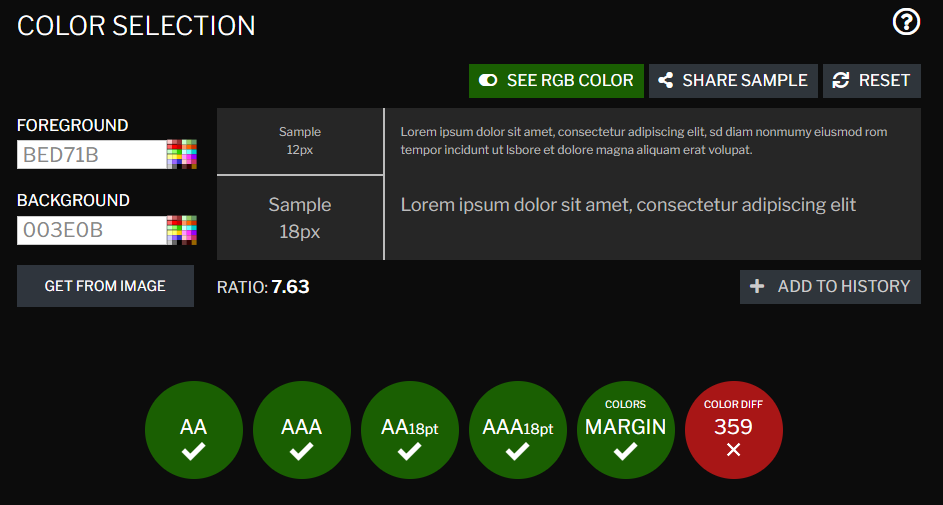 COLOR SELECTION
?
SEE RGB COLOR
SHARE SAMPLE
RESET
FOREGROUND
BED71B
BACKGROUND
003E0B
GET FROM IMAGE
Sample
12px
Lorem ipsum dolor sit amet, consectetur adipiscing elit, sd diam nonmumy eiusmod rom
tempor incidunt ut lsbore et dolore magna aliquam erat volupat.
Sample
18px
Lorem ipsum dolor sit amet, consectetur adipiscing elit
RATIO: 7.63
+ ADD TO HISTORY
AA
AAA
AA18pt
AAA18pt
COLORS
MARGIN
COLOR DIFF
359